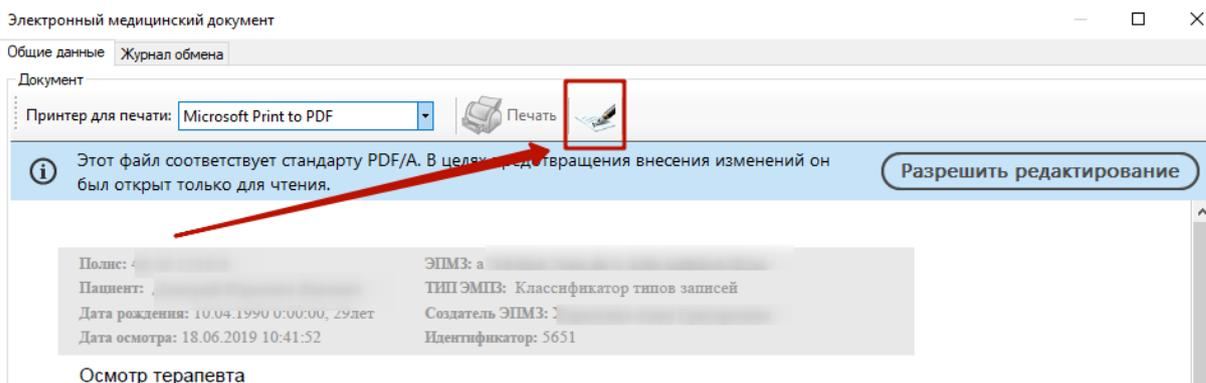 Электронный медицинский документ
Общие данные Журнал обмена
Документ
Принтер для печати: Microsoft Print to PDF Печать
Этот файл соответствует стандарту PDF/A. В целях предотвращения внесения изменений он
был открыт только для чтения.
Разрешить редактирование
Полис: ЭПМЗ: а
Пациент: ТИП ЭМПЗ: Классификатор типов записей
Дата рождения: 10.04.1990 0:00:00, 29лет Создатель ЭПМЗ:
Дата осмотра: 18.06.2019 10:41:52 Идентификатор: 5651
Осмотр терапевта